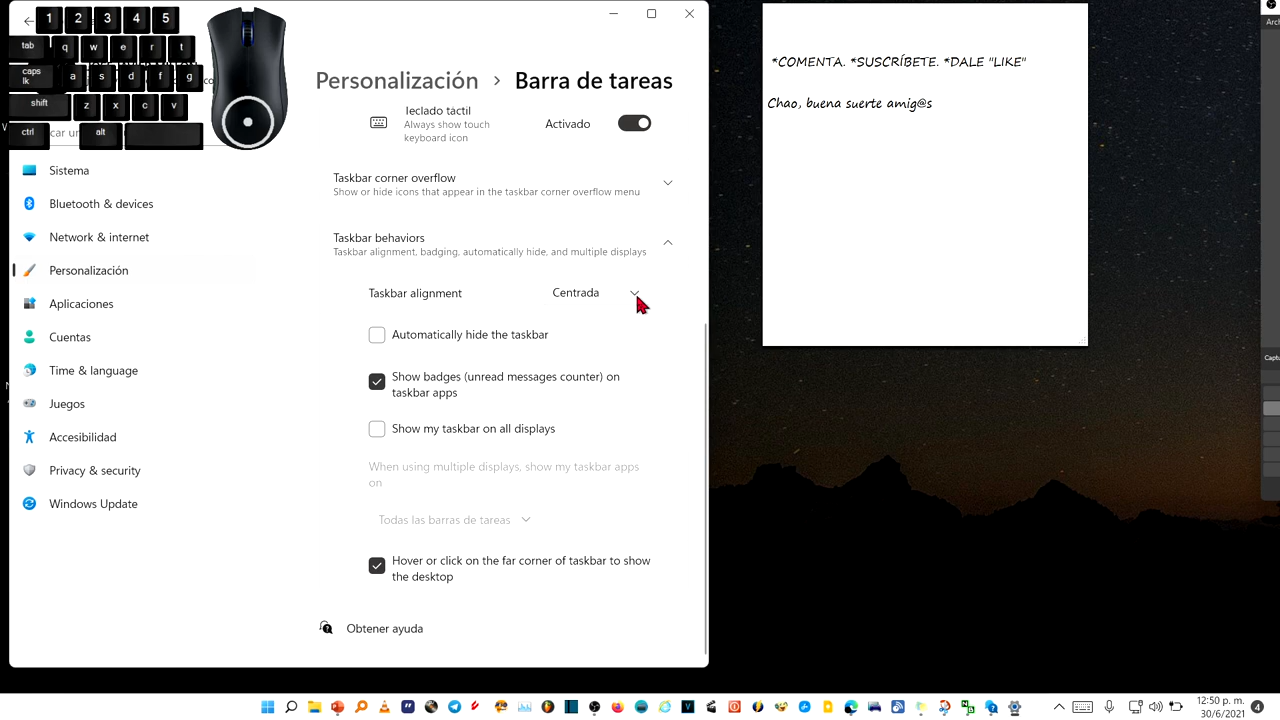 1 2 3 4 5
tab q w e r t
caps lk a s d f g
shift z x c v
ctrl alt
Personalización > Barra de tareas
Teclado táctil
Always show touch
keyboard icon
Activado
Sistema
Bluetooth & devices
Network & internet
Personalización
Aplicaciones
Cuentas
Time & language
Juegos
Accesibilidad
Privacy & security
Windows Update
Taskbar corner overflow
Show or hide icons that appear in the taskbar corner overflow menu
Taskbar behaviors
Taskbar alignment, badging, automatically hide, and multiple displays
Taskbar alignment Centrada
Automatically hide the taskbar
Show badges (unread messages counter) on
taskbar apps
Show my taskbar on all displays
When using multiple displays, show my taskbar apps
on
Todas las barras de tareas
Hover or click on the far corner of taskbar to show
the desktop
Obtener ayuda
*COMENTA. *SUSCRÍBETE. *DALE "LIKE"
Chao, buena suerte amig@s
Arch
Captu
12:50 p. m.
30/6/2021
4